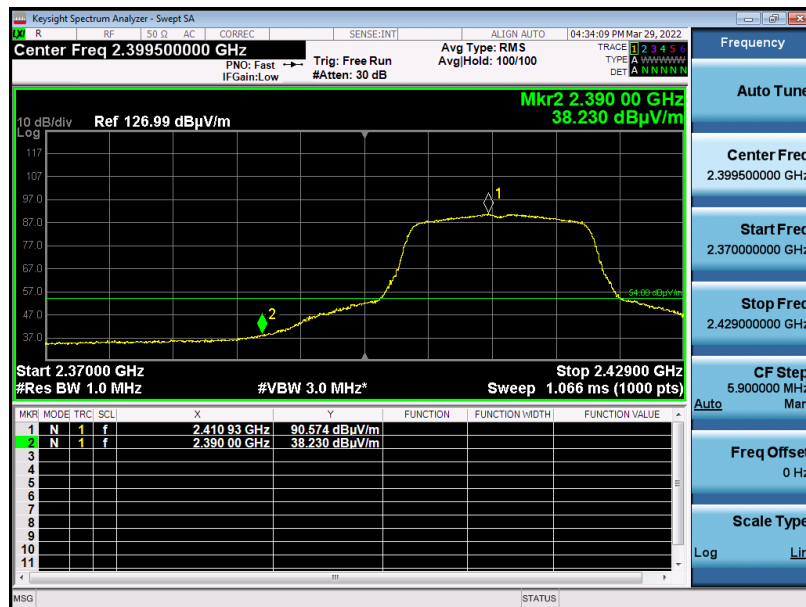 Keysight Spectrum Analyzer - Swept SA
LXI R RF 50 Ω AC CORREC SENSE:INT ALIGN AUTO 04:34:09 PM Mar 29, 2022
Center Freq 2.399500000 GHz
PNO: Fast
IFGain:Low
Trig: Free Run
#Atten: 30 dB
Avg Type: RMS
Avg|Hold: 100/100
TRACE 1 2 3 4 5 6
TYPE A WWWWW
DET A N N N N N
Frequency
Mkr2 2.390 00 GHz
38.230 dBµV/m
10 dB/div Ref 126.99 dBµV/m
Log
117
107
97.0
87.0
77.0
67.0
57.0
47.0
37.0
1
2
54.00 dBµV/m
Start 2.37000 GHz Stop 2.42900 GHz
#Res BW 1.0 MHz #VBW 3.0 MHz* Sweep 1.066 ms (1000 pts)
MKR MODE TRC SCL X Y FUNCTION FUNCTION WIDTH FUNCTION VALUE
1 N 1 f 2.410 93 GHz 90.574 dBµV/m
2 N 1 f 2.390 00 GHz 38.230 dBµV/m
3
4
5
6
7
8
9
10
11
MSG STATUS
Auto Tune
Center Freq
2.399500000 GHz
Start Freq
2.370000000 GHz
Stop Freq
2.429000000 GHz
CF Step
5.900000 MHz
Auto Man
Freq Offset
0 Hz
Scale Type
Log Lin